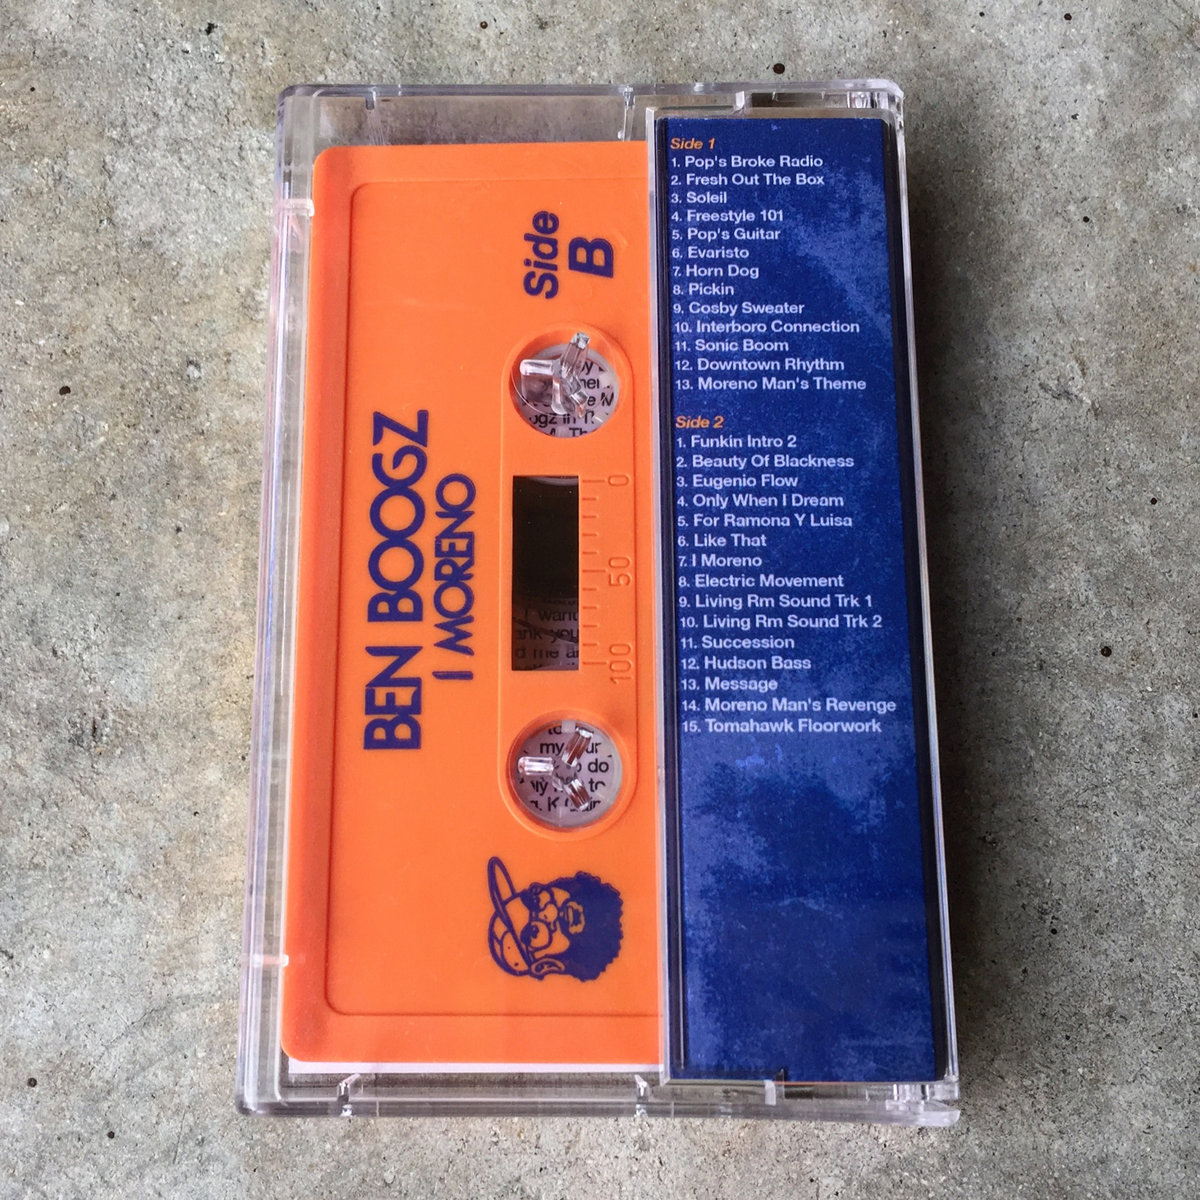 BEN BOOGZ
I MORENO
Side
B
0
50
100
i want
you
my
do
to
Side 1
1. Pop's Broke Radio
2. Fresh Out The Box
3. Soleil
4. Freestyle 101
5. Pop's Guitar
6. Evaristo
7. Horn Dog
8. Pickin
9. Cosby Sweater
10. Interboro Connection
11. Sonic Boom
12. Downtown Rhythm
13. Moreno Man's Theme
Side 2
1. Funkin Intro 2
2. Beauty Of Blackness
3. Eugenio Flow
4. Only When I Dream
5. For Ramona Y Luisa
6. Like That
7. I Moreno
8. Electric Movement
9. Living Rm Sound Trk 1
10. Living Rm Sound Trk 2
11. Succession
12. Hudson Bass
13. Message
14. Moreno Man's Revenge
15. Tomahawk Floorwork